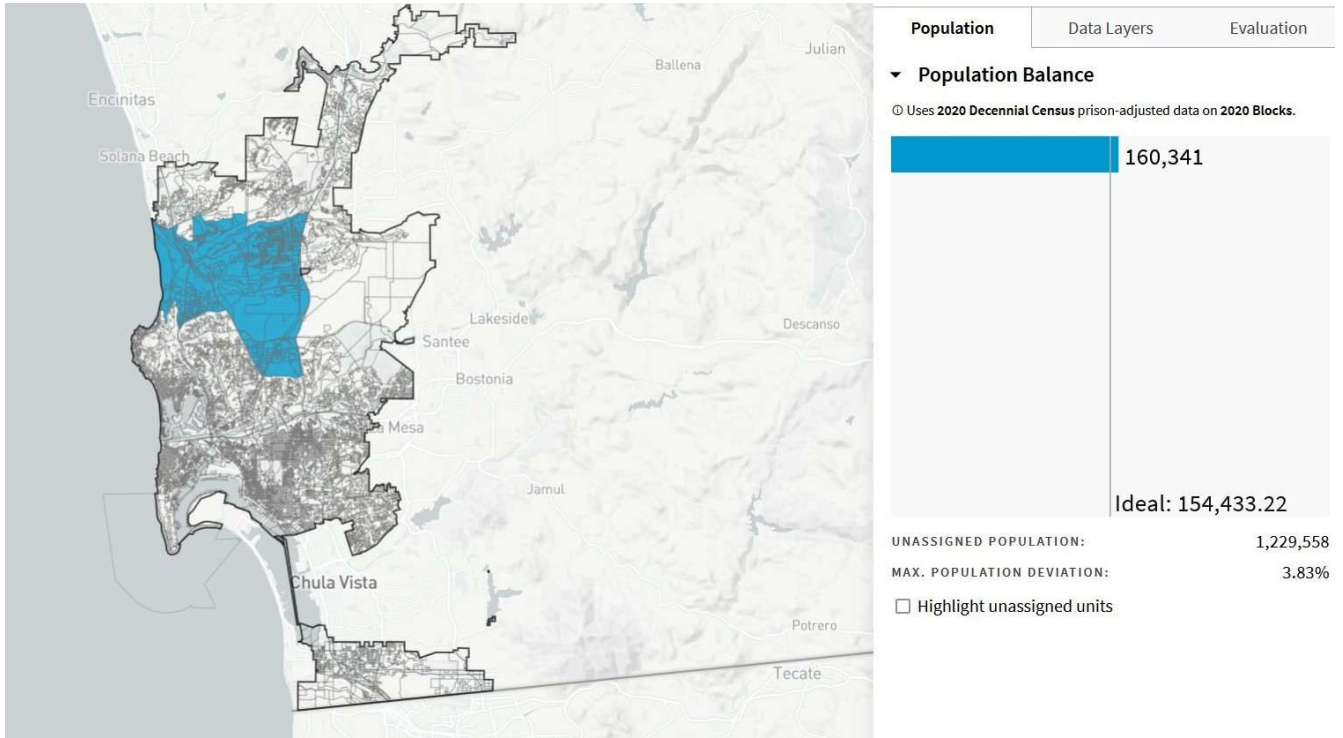 Population
Data Layers
Evaluation
Population Balance
Uses 2020 Decennial Census prison-adjusted data on 2020 Blocks.
160,341
Ideal: 154,433.22
UNASSIGNED POPULATION: 1,229,558
MAX. POPULATION DEVIATION: 3.83%
Highlight unassigned units
Julian
Ballena
Encinitas
Solana Beach
Lakeside
Descanso
Santee
Bostonia
Mesa
Jamul
Chula Vista
Potrero
Tecate